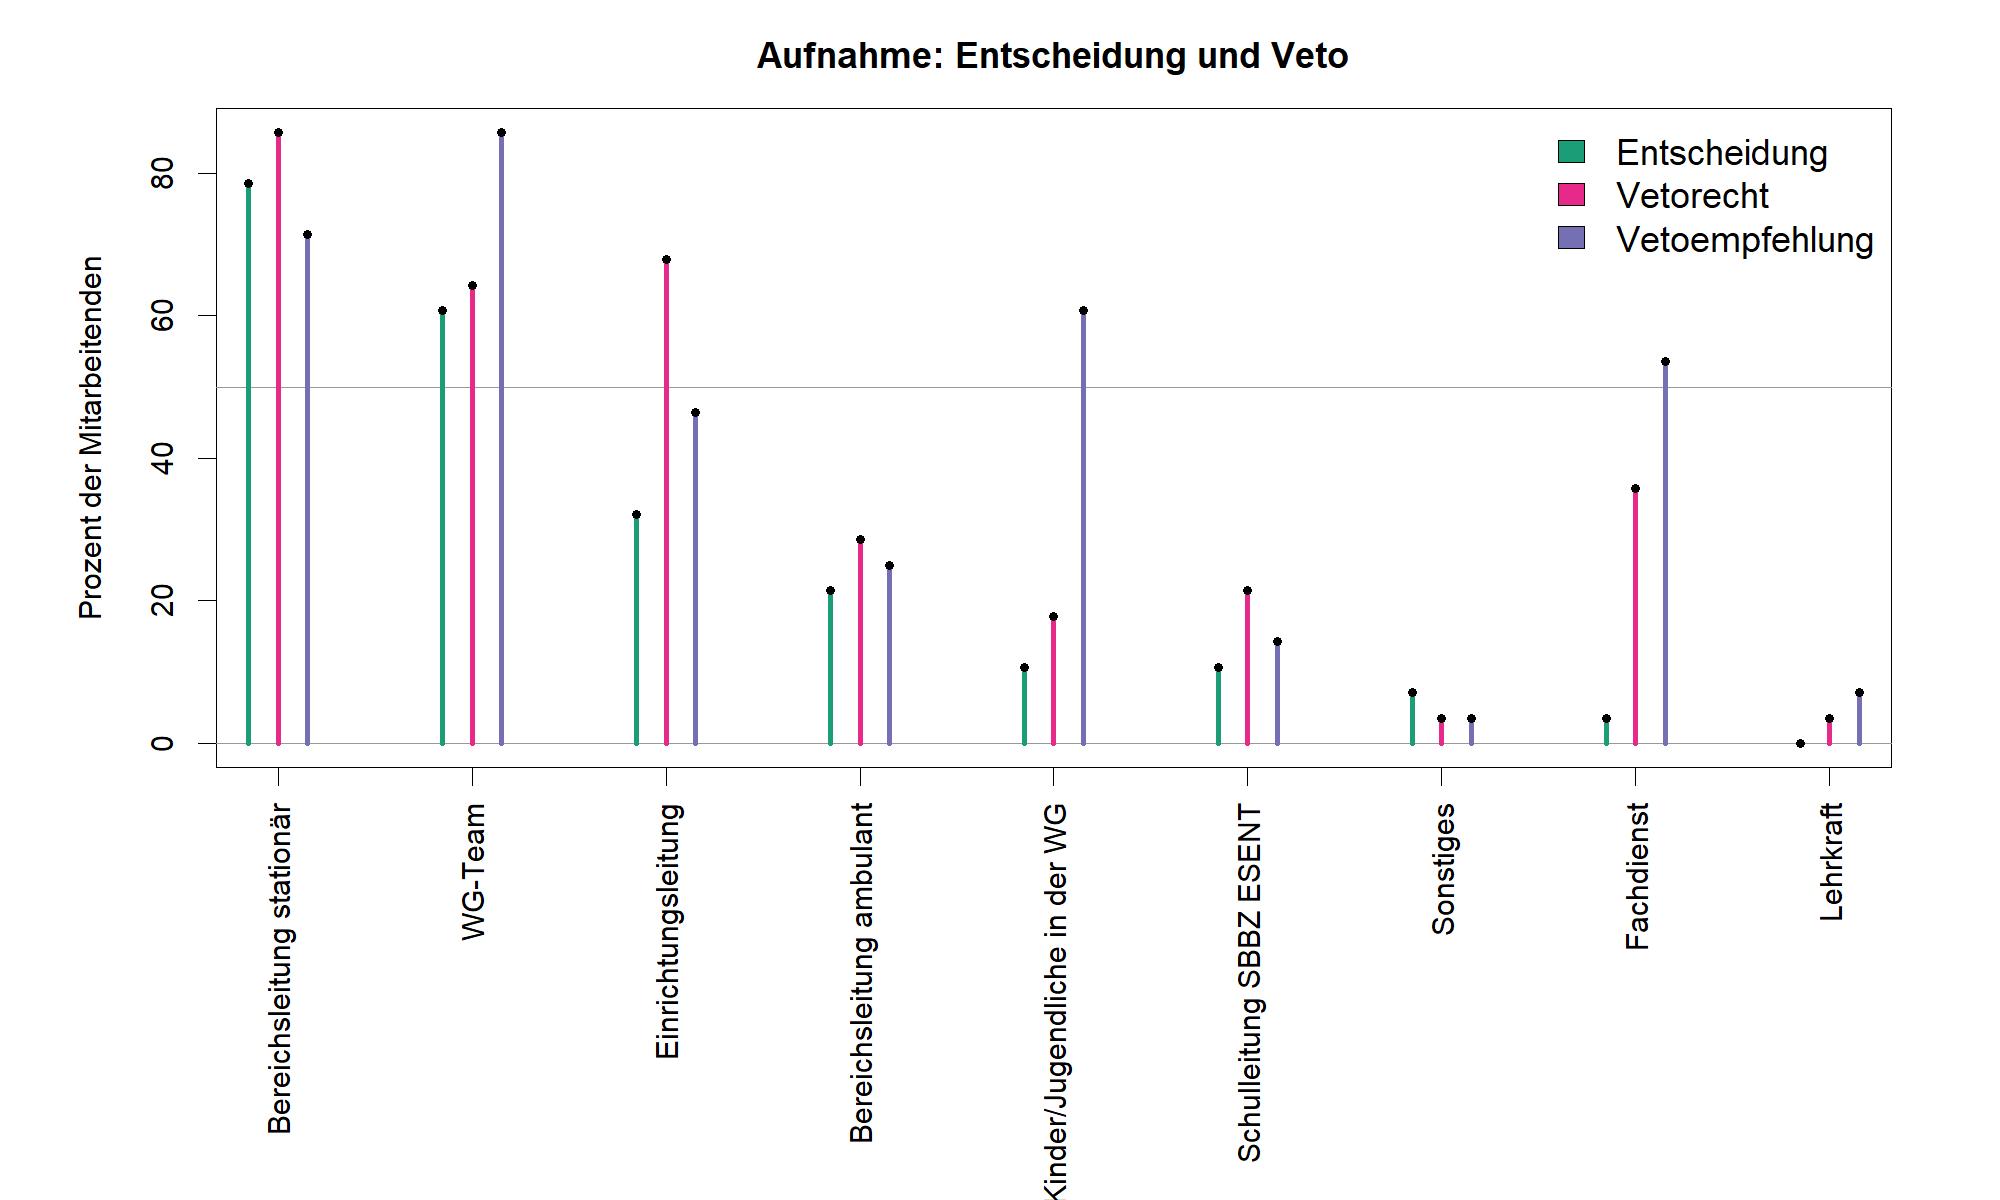 Aufnahme: Entscheidung und Veto
Entscheidung
Vetorecht
Vetoempfehlung
Prozent der Mitarbeitenden
80
60
40
20
0
Bereichsleitung stationär
WG-Team
Einrichtungsleitung
Bereichsleitung ambulant
Kinder/Jugendliche in der WG
Schulleitung SBBZ ESENT
Sonstiges
Fachdienst
Lehrkraft